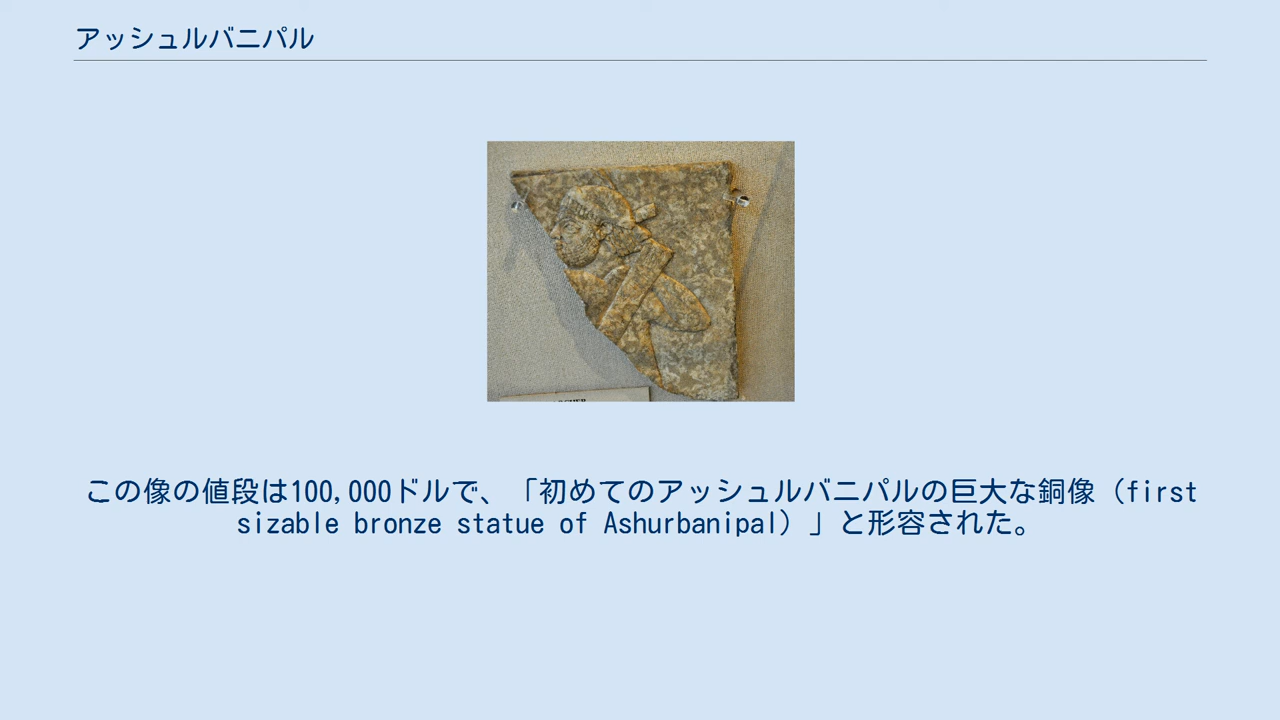 アッシュルバニパル
この像の値段は100,000ドルで、「初めてのアッシュルバニパルの巨大な銅像（first
sizable bronze statue of Ashurbanipal）」と形容された。